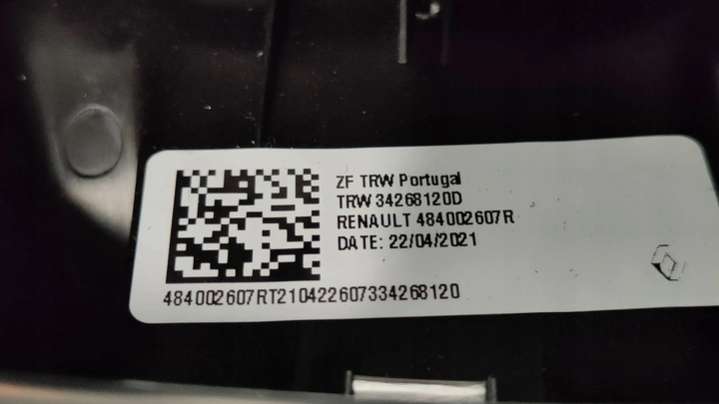 ZF TRW Portugal
TRW 34268120D
RENAULT 484002607R
DATE: 22/04/2021
484002607RT210422607334268120